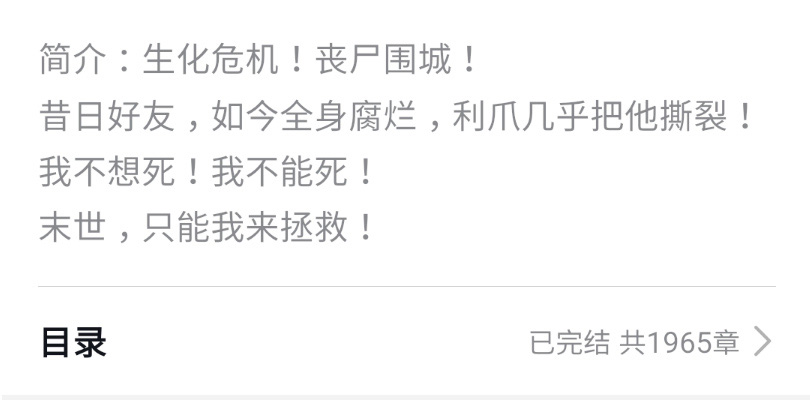 简介：生化危机！丧尸围城！
昔日好友，如今全身腐烂，利爪几乎把他撕裂！
我不想死！我不能死！
末世，只能我来拯救！
目录
已完结 共1965章